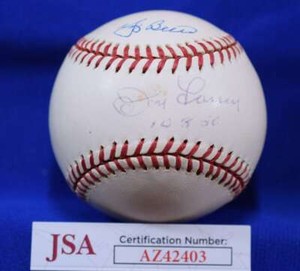 Yogi Berra
Don Larsen
10-8-56
JSA
Certification Number:
AZ42403